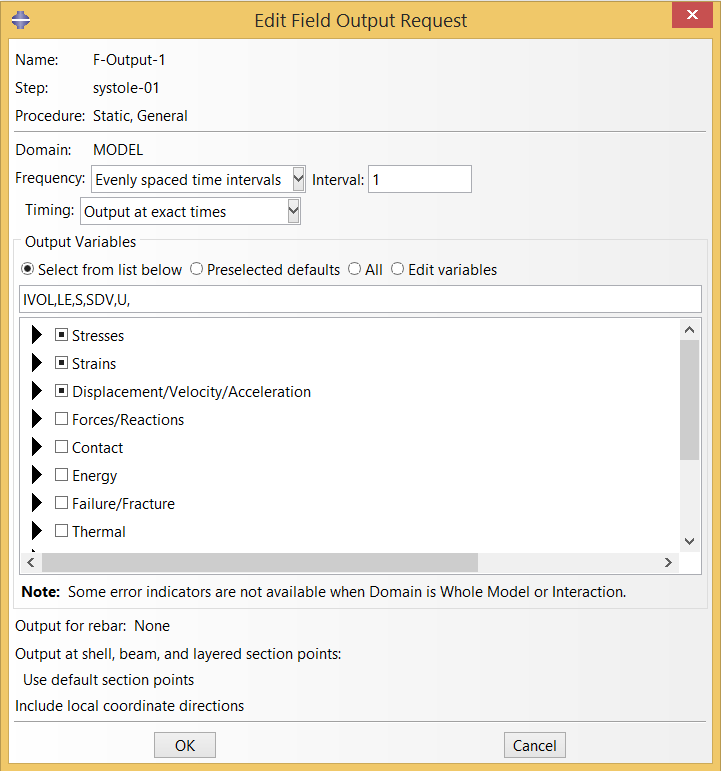 Edit Field Output Request
Name: F-Output-1
Step: systole-01
Procedure: Static, General
Domain: MODEL
Frequency: Evenly spaced time intervals Interval: 1
Timing: Output at exact times
Output Variables
Select from list below Preselected defaults All Edit variables
IVOL,LE,S,SDV,U,
Stresses
Strains
Displacement/Velocity/Acceleration
Forces/Reactions
Contact
Energy
Failure/Fracture
Thermal
Note: Some error indicators are not available when Domain is Whole Model or Interaction.
Output for rebar: None
Output at shell, beam, and layered section points:
Use default section points
Include local coordinate directions
OK Cancel